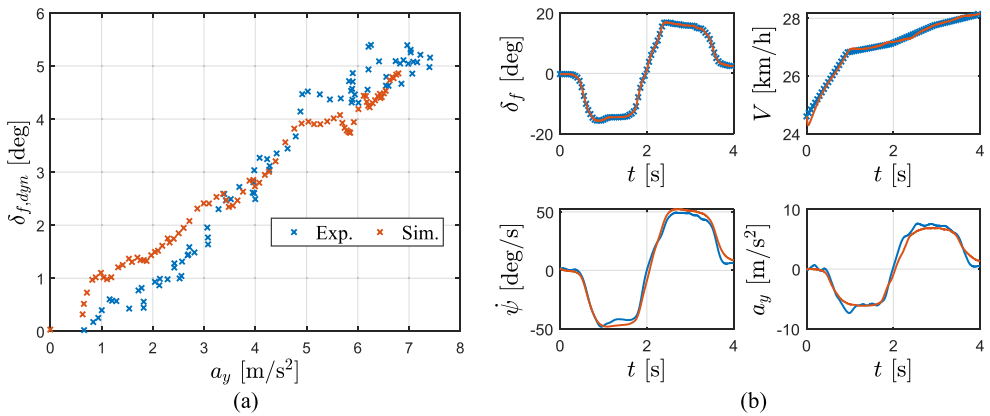 δf,dyn [deg]
6
5
4
3
2
1
0
0 1 2 3 4 5 6 7 8
ay [m/s²]
Exp. Sim.
(a)
δf [deg]
20
0
-20
0 2 4
t [s]
V [km/h]
28
26
24
0 2 4
t [s]
ψ̇ [deg/s]
50
0
-50
0 2 4
t [s]
ay [m/s²]
10
0
-10
0 2 4
t [s]
(b)